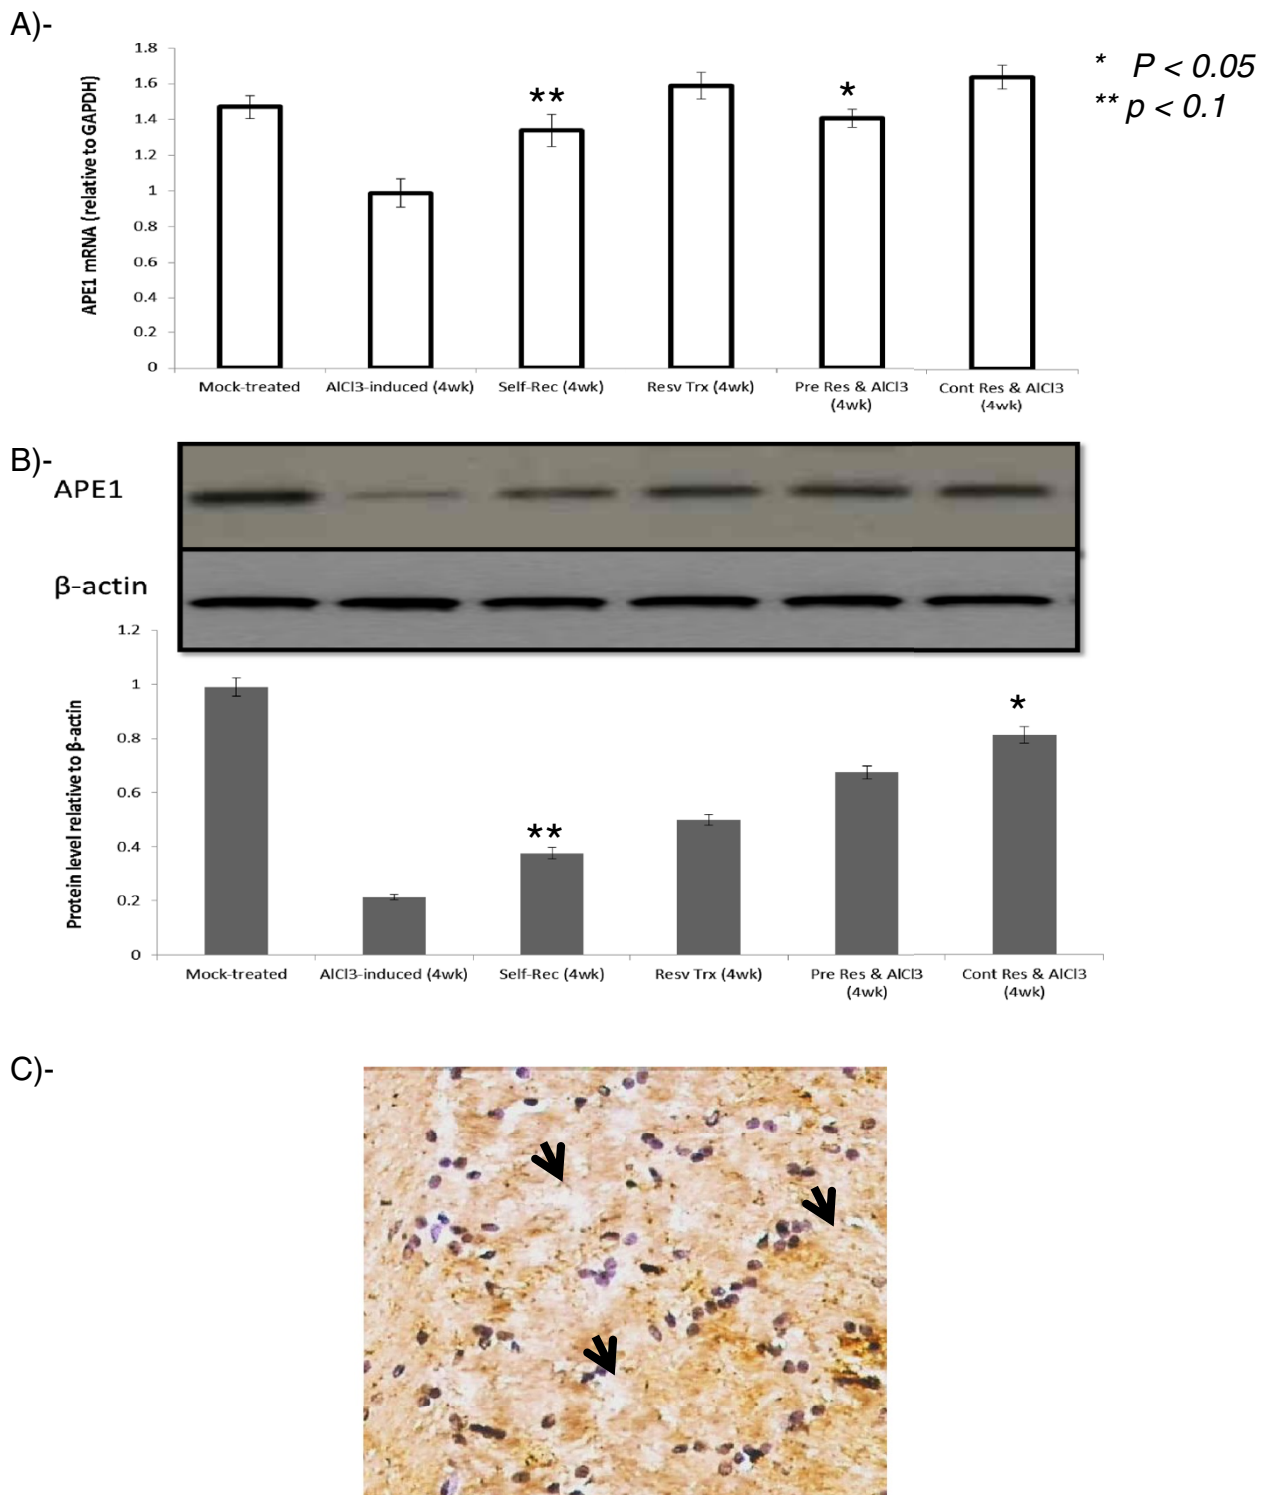 A)-
1.8
1.6
1.4
1.2
1
0.8
0.6
0.4
0.2
0
APE1 mRNA (relative to GAPDH)
**
*
* P < 0.05
** p < 0.1
Mock-treated
AlCl3-induced (4wk)
Self-Rec (4wk)
Resv Trx (4wk)
Pre Res & AlCl3
(4wk)
Cont Res & AlCl3
(4wk)
B)-
APE1
β-actin
1.2
1
0.8
0.6
0.4
0.2
0
Protein level relative to β-actin
**
*
Mock-treated
AlCl3-induced (4wk)
Self-Rec (4wk)
Resv Trx (4wk)
Pre Res & AlCl3
(4wk)
Cont Res & AlCl3
(4wk)
C)-